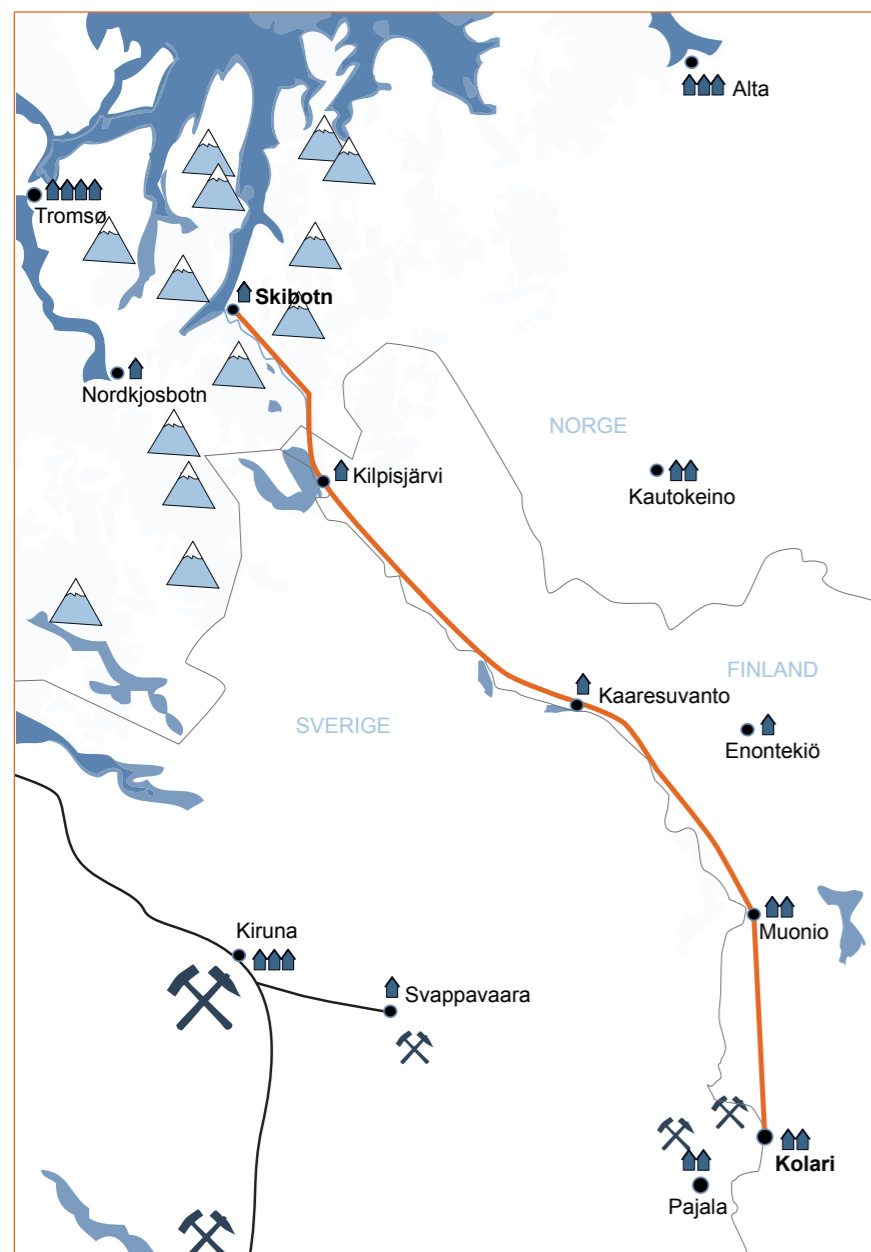 Alta
Tromsø
Skibotn
Nordkjosbotn
NORGE
Kilpisjärvi
Kautokeino
FINLAND
Kaaresuvanto
SVERIGE
Enontekiö
Kiruna
Muonio
Svappavaara
Kolari
Pajala